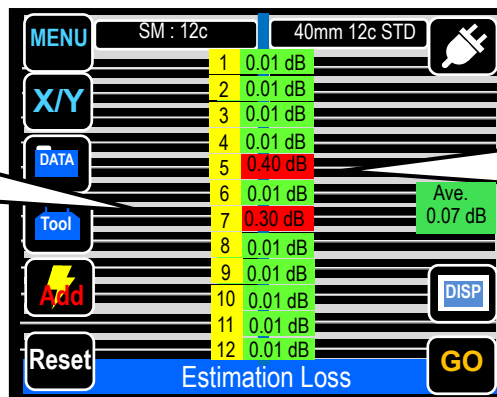 MENU
SM : 12c
40mm 12c STD
X/Y
DATA
Tool
Add
Reset
1 0.01 dB
2 0.01 dB
3 0.01 dB
4 0.01 dB
5 0.40 dB
6 0.01 dB
7 0.30 dB
8 0.01 dB
9 0.01 dB
10 0.01 dB
11 0.01 dB
12 0.01 dB
Ave.
0.07 dB
DISP
GO
Estimation Loss